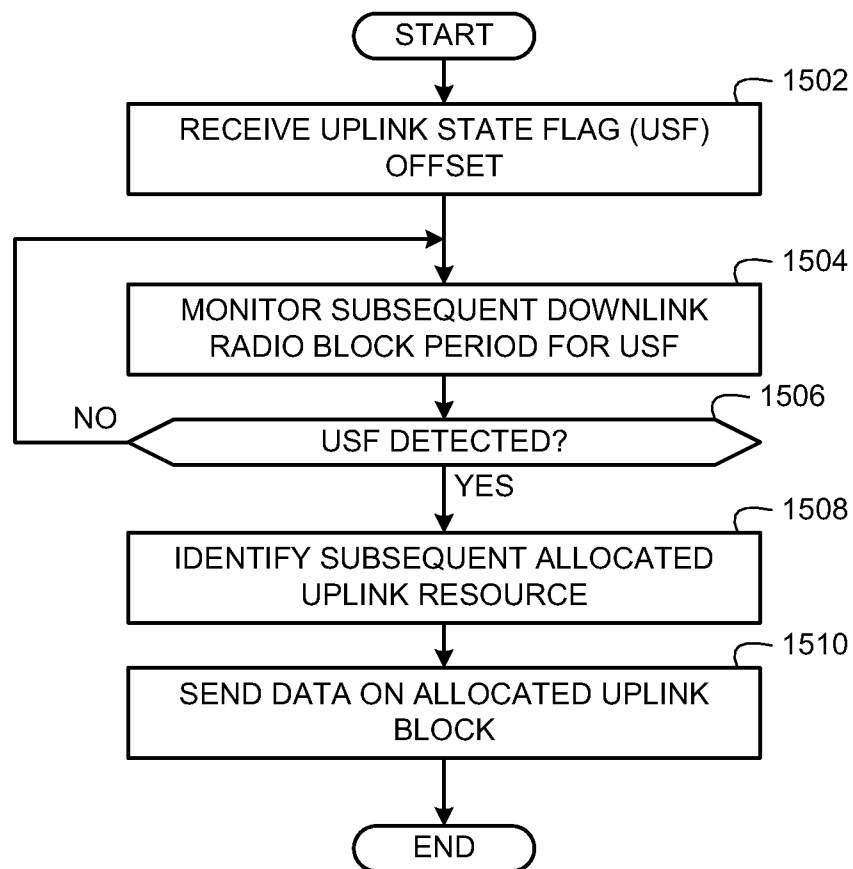 START
1502
RECEIVE UPLINK STATE FLAG (USF)
OFFSET
1504
MONITOR SUBSEQUENT DOWNLINK
RADIO BLOCK PERIOD FOR USF
1506
NO
USF DETECTED?
YES
1508
IDENTIFY SUBSEQUENT ALLOCATED
UPLINK RESOURCE
1510
SEND DATA ON ALLOCATED UPLINK
BLOCK
END